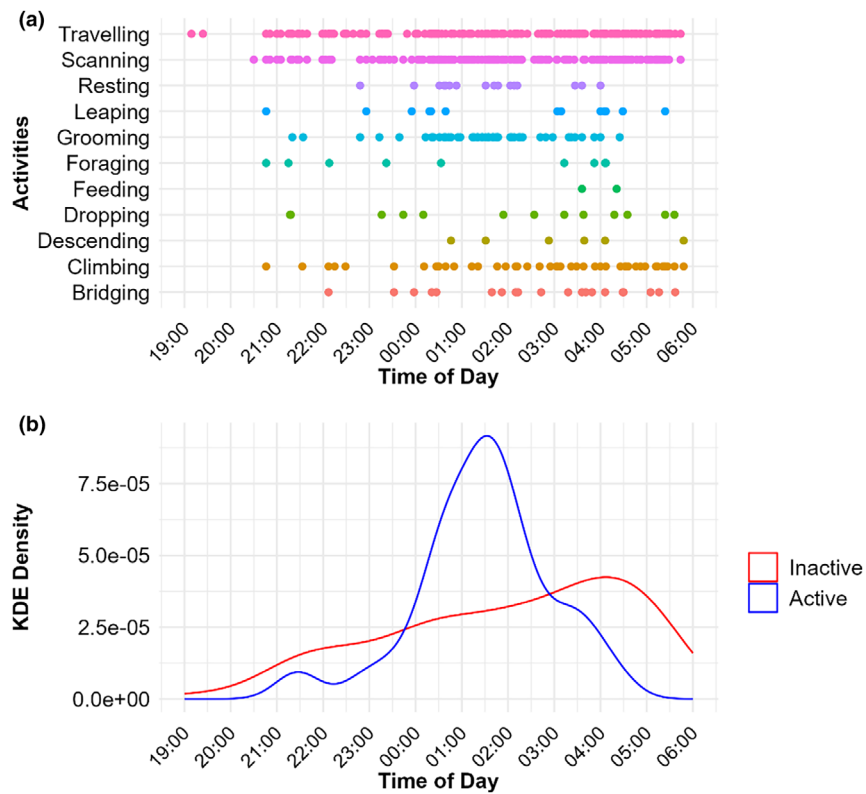 (a)
Activities
Travelling
Scanning
Resting
Leaping
Grooming
Foraging
Feeding
Dropping
Descending
Climbing
Bridging
19:00 20:00 21:00 22:00 23:00 00:00 01:00 02:00 03:00 04:00 05:00 06:00
Time of Day
(b)
KDE Density
7.5e-05
5.0e-05
2.5e-05
0.0e+00
Inactive
Active
19:00 20:00 21:00 22:00 23:00 00:00 01:00 02:00 03:00 04:00 05:00 06:00
Time of Day